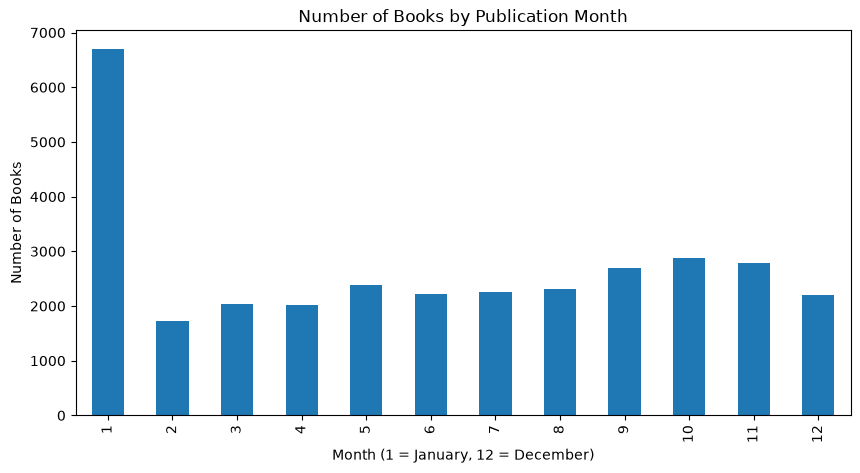 Number of Books by Publication Month
7000
6000
5000
4000
3000
2000
1000
0
Number of Books
1 2 3 4 5 6 7 8 9 10 11 12
Month (1 = January, 12 = December)